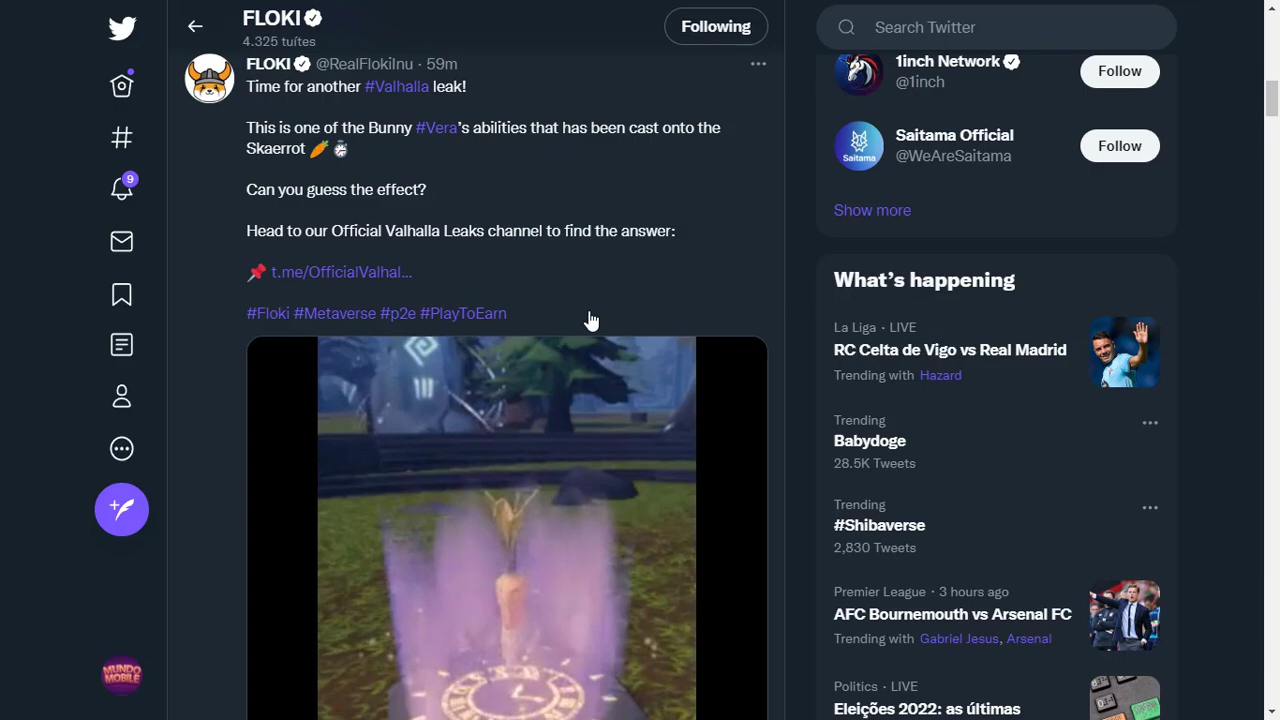 FLOKI
4.325 tuítes
Following
FLOKI @RealFlokiInu · 59m
Time for another #Valhalla leak!
This is one of the Bunny #Vera's abilities that has been cast onto the
Skaerrot 🥕 ⏱️
Can you guess the effect?
Head to our Official Valhalla Leaks channel to find the answer:
📌 t.me/OfficialValhal...
#Floki #Metaverse #p2e #PlayToEarn
9
MUNDO
MOBILE
Search Twitter
1inch Network
@1inch
Follow
Saitama
Saitama Official
@WeAreSaitama
Follow
Show more
What's happening
La Liga · LIVE
RC Celta de Vigo vs Real Madrid
Trending with Hazard
Trending
Babydoge
28.5K Tweets
Trending
#Shibaverse
2,830 Tweets
Premier League · 3 hours ago
AFC Bournemouth vs Arsenal FC
Trending with Gabriel Jesus, Arsenal
Politics · LIVE
Eleições 2022: as últimas